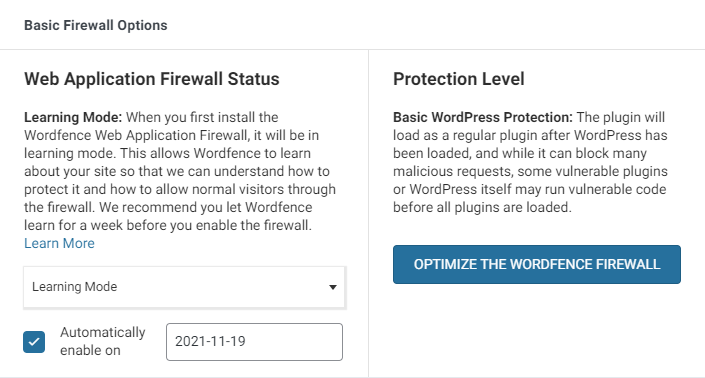 Basic Firewall Options
Web Application Firewall Status
Learning Mode: When you first install the
Wordfence Web Application Firewall, it will be in
learning mode. This allows Wordfence to learn
about your site so that we can understand how to
protect it and how to allow normal visitors through
the firewall. We recommend you let Wordfence
learn for a week before you enable the firewall.
Learn More
Learning Mode
Automatically
enable on
2021-11-19
Protection Level
Basic WordPress Protection: The plugin will
load as a regular plugin after WordPress has
been loaded, and while it can block many
malicious requests, some vulnerable plugins
or WordPress itself may run vulnerable code
before all plugins are loaded.
OPTIMIZE THE WORDFENCE FIREWALL